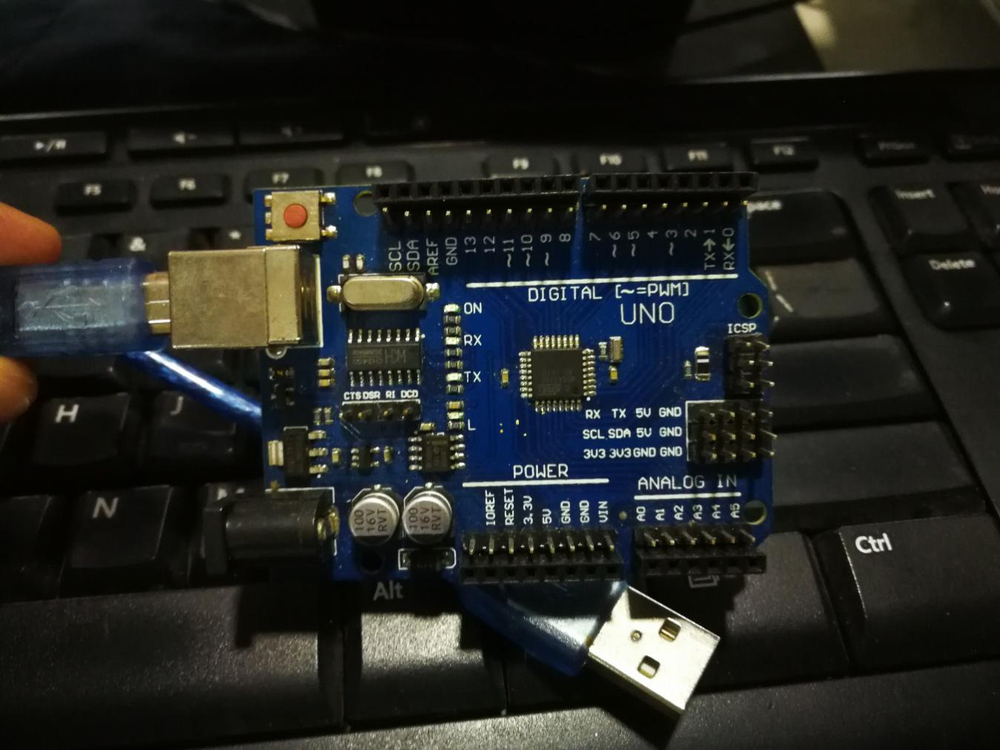 F5
F6
F7
F8
F9
F10
F11
F12
Insert
Delete
SCL
SDA
AREF
GND
13
12
~11
~10
~9
8
7
~6
~5
4
~3
2
TX→1
RX←0
DIGITAL [~=PWM]
UNO
ON
RX
TX
L
ICSP
CTS DSR RI DCD
RX TX 5V GND
SCL SDA 5V GND
3V3 3V3 GND GND
POWER
ANALOG IN
IOREF
RESET
3.3V
5V
GND
GND
VIN
A0
A1
A2
A3
A4
A5
100
16V
RVT
100
16V
RVT
H
J
N
Alt
Ctrl